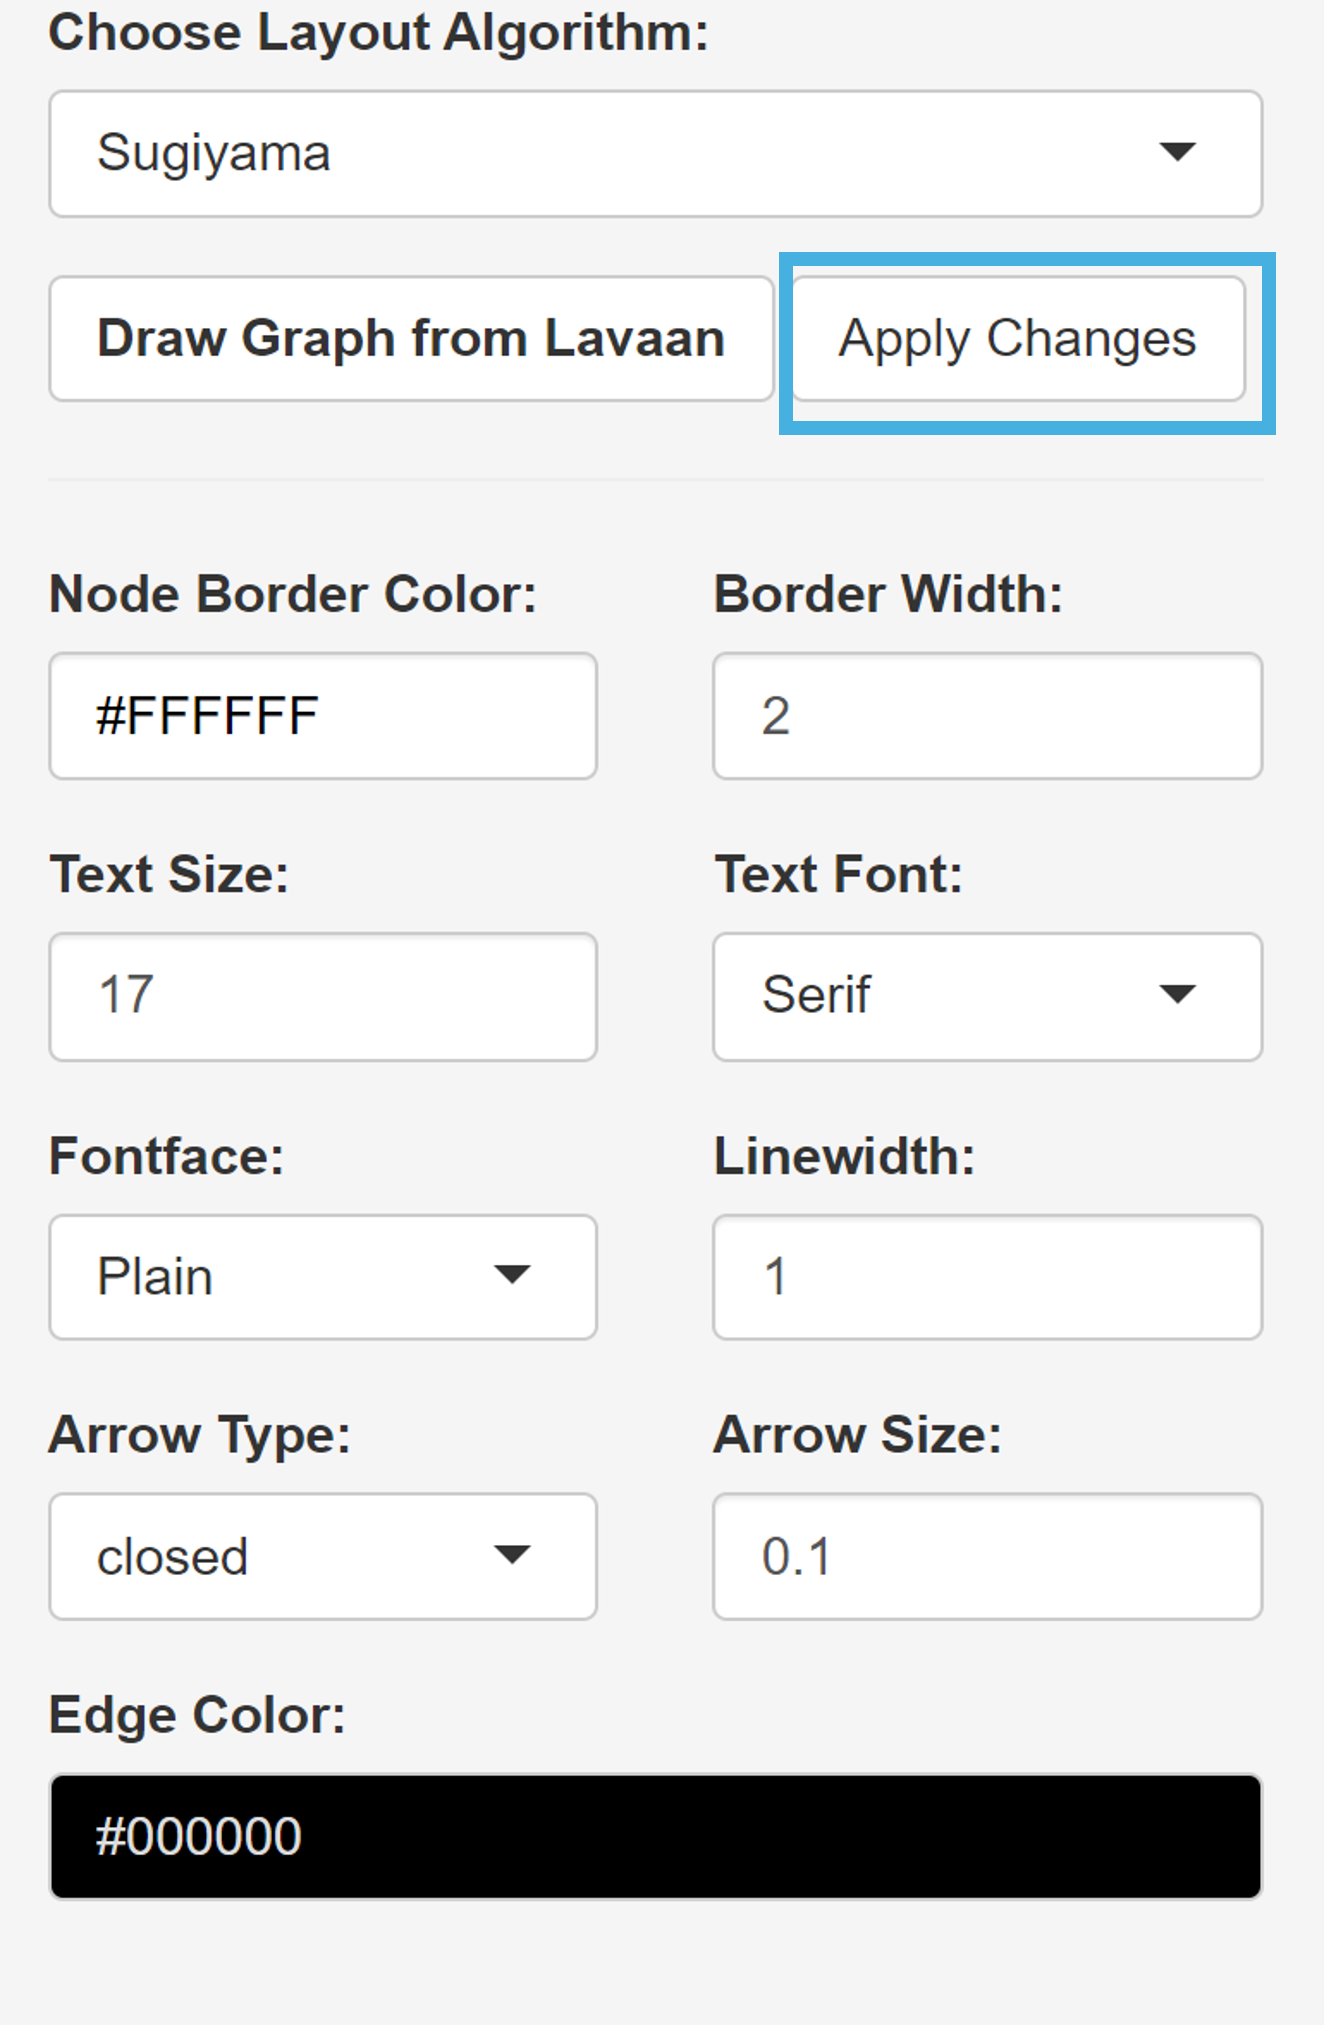 Choose Layout Algorithm:
Sugiyama
Draw Graph from Lavaan Apply Changes
Node Border Color: Border Width:
#FFFFFF 2
Text Size: Text Font:
17 Serif
Fontface: Linewidth:
Plain 1
Arrow Type: Arrow Size:
closed 0.1
Edge Color:
#000000